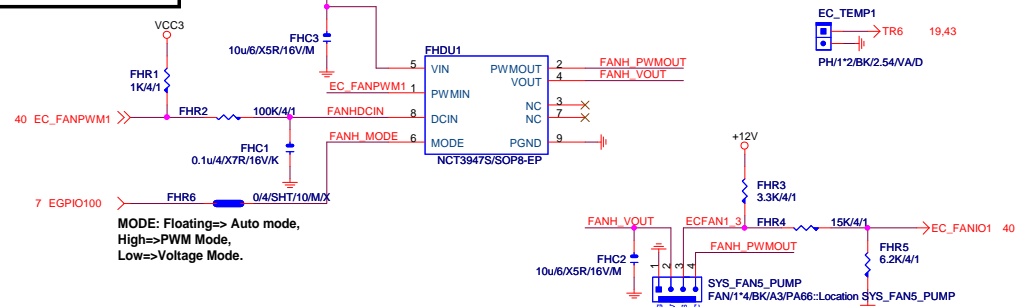 VCC3
FHR1
1K/4/1
40 EC_FANPWM1
FHR2
100K/4/1
FHC1
0.1u/4/X7R/16V/K
FHC3
10u/6/X5R/16V/M
EC_FANPWM1
FANHDCIN
FANH_MODE
FHDU1
5 VIN
1 PWMIN
8 DCIN
6 MODE
PWMOUT 2
VOUT 4
NC 3
NC 7
PGND 9
NCT3947S/SOP8-EP
FANH_PWMOUT
FANH_VOUT
7 EGPIO100
FHR6
0/4/SHT/10/M/X
MODE: Floating=> Auto mode,
High=>PWM Mode,
Low=>Voltage Mode.
EC_TEMP1
TR6 19,43
PH/1*2/BK/2.54/VA/D
+12V
FHR3
3.3K/4/1
FANH_VOUT
ECFAN1_3
FHR4
15K/4/1
EC_FANIO1 40
FANH_PWMOUT
FHR5
6.2K/4/1
FHC2
10u/6/X5R/16V/M
1 2 3 4
SYS_FAN5_PUMP
FAN/1*4/BK/A3/PA66::Location SYS_FAN5_PUMP